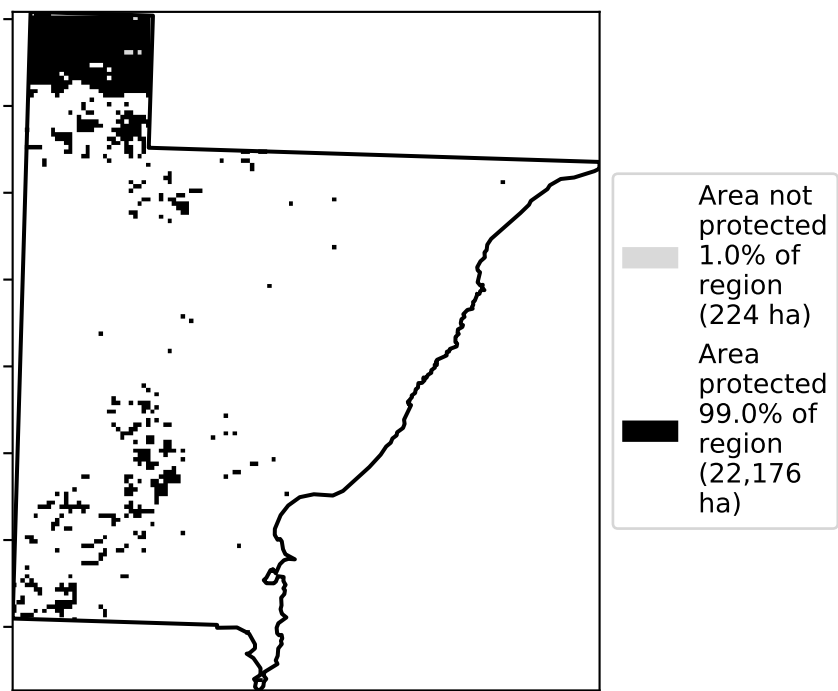 Area not
protected
1.0% of
region
(224 ha)
Area
protected
99.0% of
region
(22,176
ha)